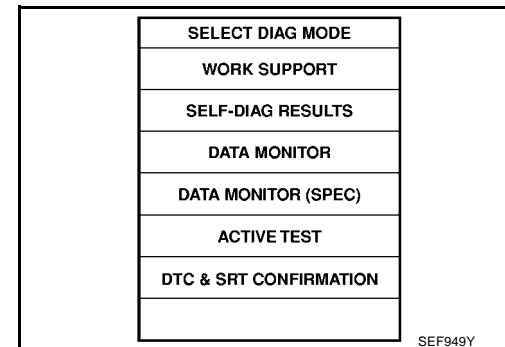 SELECT DIAG MODE
WORK SUPPORT
SELF-DIAG RESULTS
DATA MONITOR
DATA MONITOR (SPEC)
ACTIVE TEST
DTC & SRT CONFIRMATION
SEF949Y